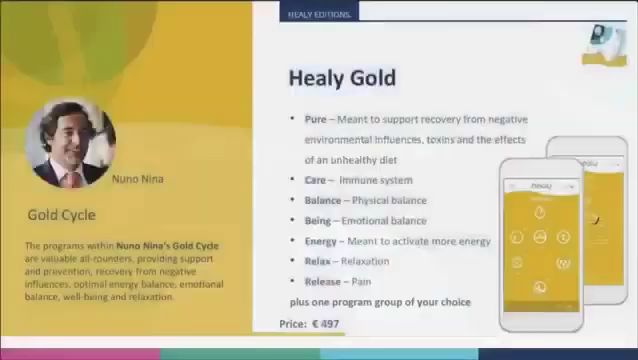 HEALY EDITIONS
Healy Gold
Nuno Nina
Gold Cycle
The programs within Nuno Nina's Gold Cycle
are valuable all-rounders, providing support
and prevention, recovery from negative
influences, optimal energy balance, emotional
balance, well-being and relaxation.
• Pure – Meant to support recovery from negative
environmental influences, toxins and the effects
of an unhealthy diet
• Care – Immune system
• Balance – Physical balance
• Being – Emotional balance
• Energy – Meant to activate more energy
• Relax – Relaxation
• Release – Pain
plus one program group of your choice
Price: € 497